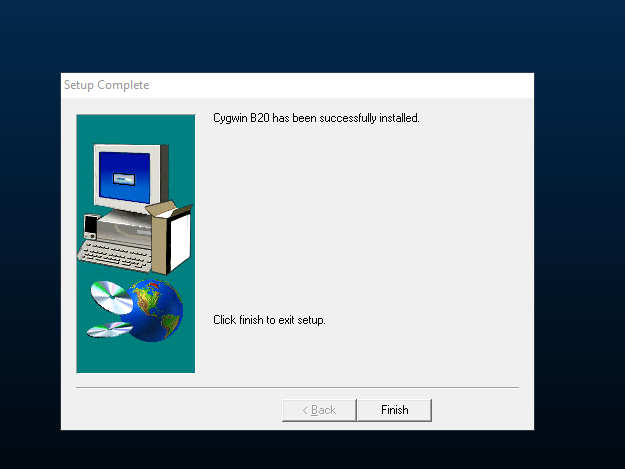 Setup Complete
Cygwin B20 has been successfully installed.
Click finish to exit setup.
< Back
Finish